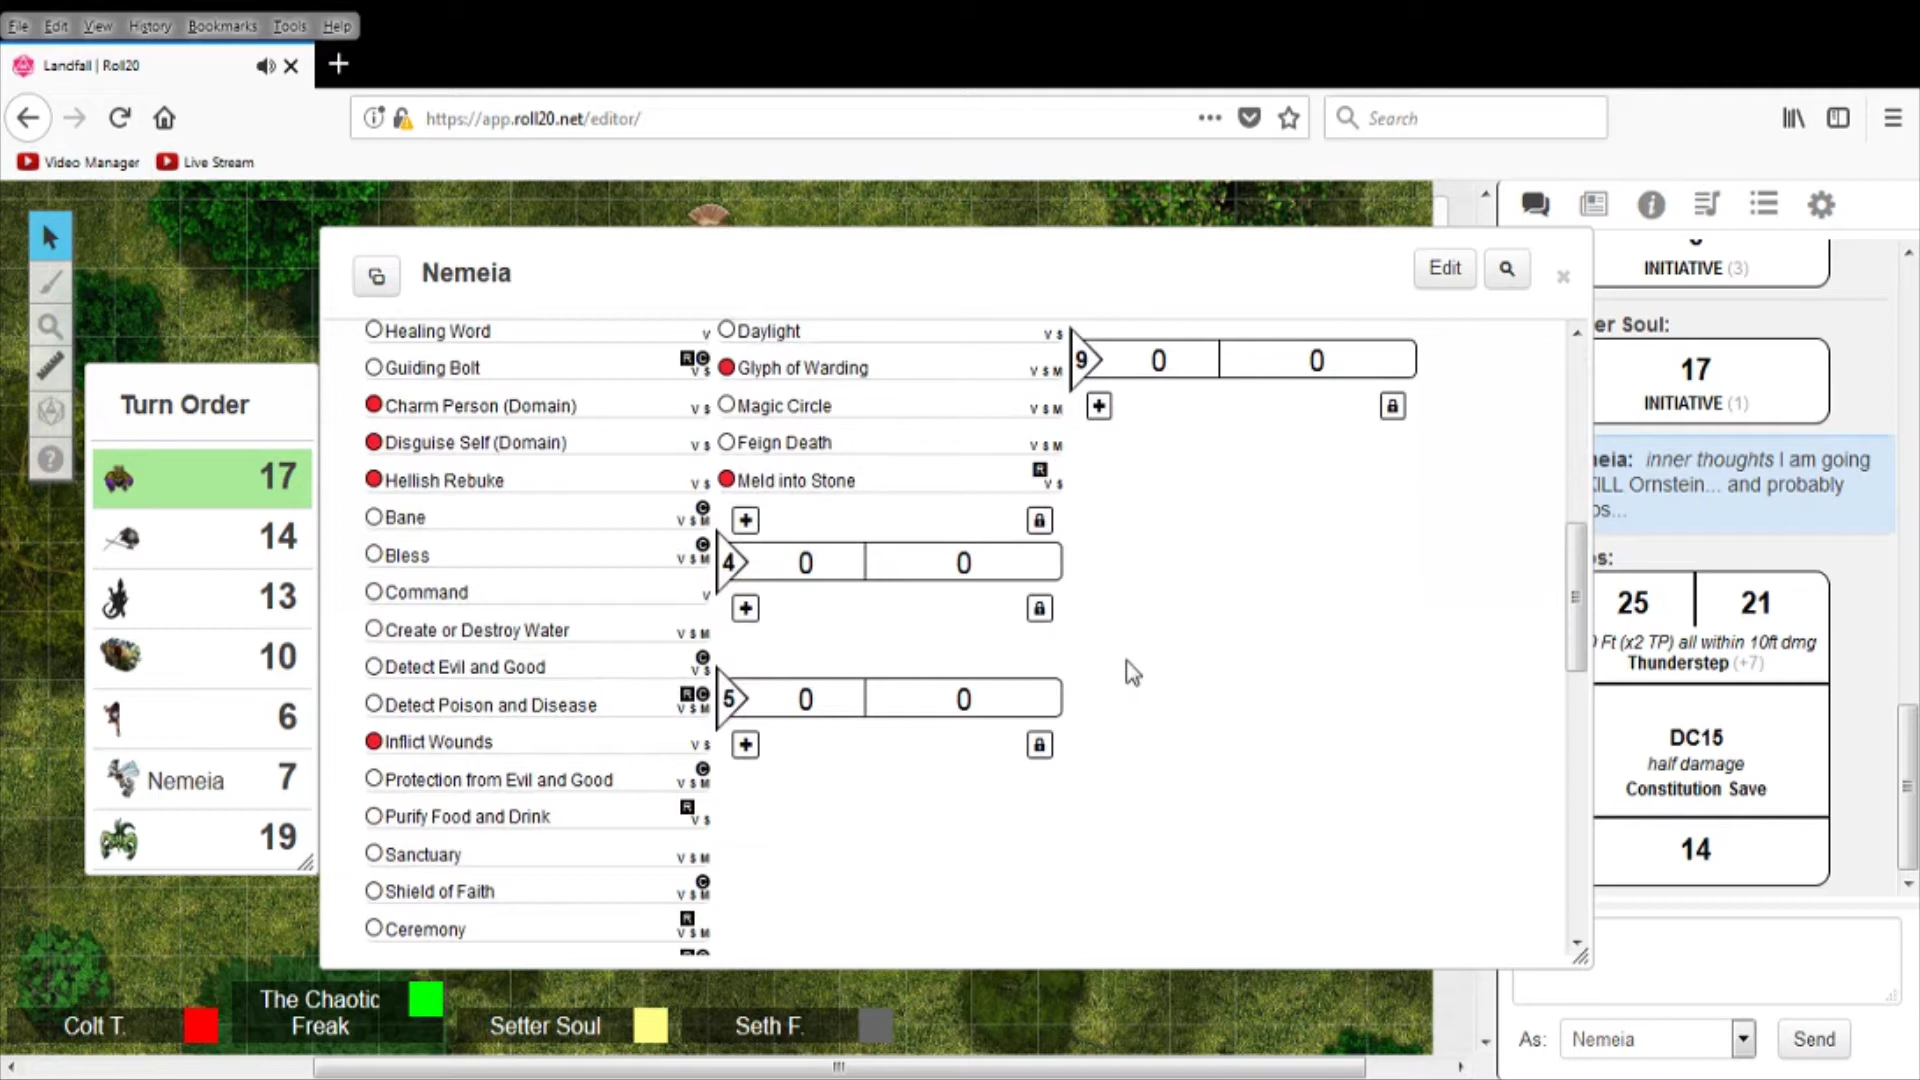 File Edit View History Bookmarks Tools Help
Landfall | Roll20
https://app.roll20.net/editor/
Search
Video Manager Live Stream
Turn Order
17
14
13
10
6
Nemeia 7
19
Nemeia
Edit
Healing Word V
Guiding Bolt R C V S
Charm Person (Domain) V S
Disguise Self (Domain) V S
Hellish Rebuke V S
Bane C V S M
Bless C V S M
Command V
Create or Destroy Water V S M
Detect Evil and Good C V S
Detect Poison and Disease R C V S M
Inflict Wounds V S
Protection from Evil and Good C V S M
Purify Food and Drink R V S
Sanctuary V S M
Shield of Faith C V S M
Ceremony R V S M
Daylight V S
Glyph of Warding V S M
Magic Circle V S M
Feign Death V S M
Meld into Stone R V S
4 0 0
5 0 0
9 0 0
INITIATIVE (3)
er Soul:
17
INITIATIVE (1)
eia: inner thoughts I am going
ILL Ornstein... and probably
os...
s:
25 21
Ft (x2 TP) all within 10ft dmg
Thunderstep (+7)
DC15
half damage
Constitution Save
14
As: Nemeia Send
Colt T.
The Chaotic
Freak
Setter Soul
Seth F.